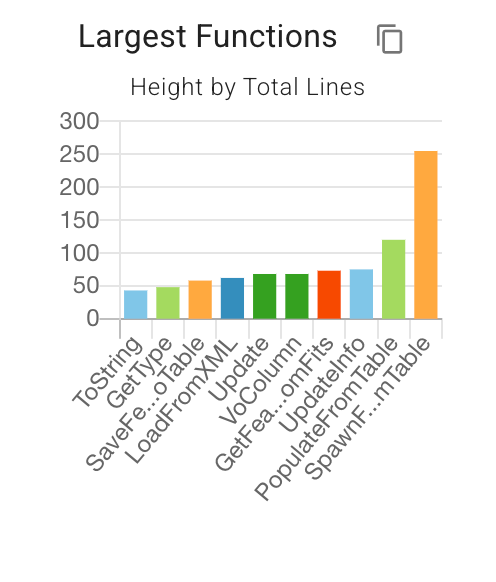 Largest Functions
Height by Total Lines
300
250
200
150
100
50
0
ToString
GetType
SaveFe...oTable
LoadFromXML
Update
VoColumn
GetFea...omFits
UpdateInfo
PopulateFromTable
SpawnF...mTable